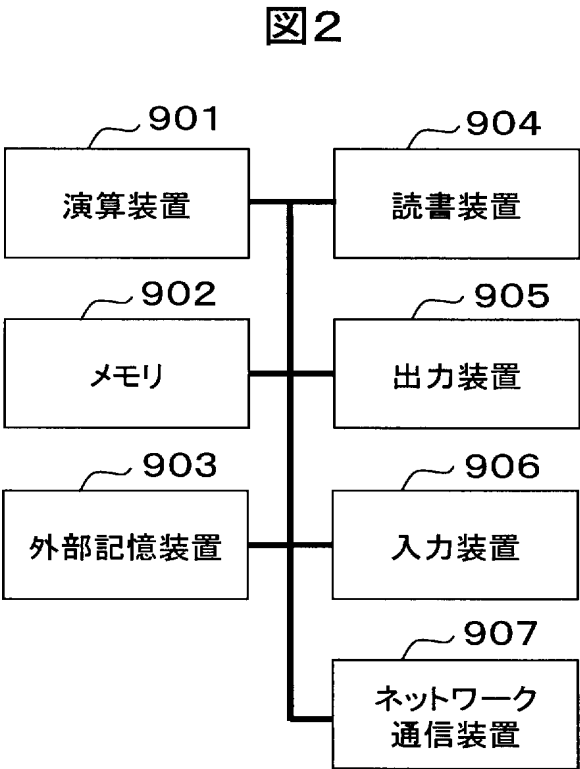 図2
901
演算装置
904
読書装置
902
メモリ
905
出力装置
903
外部記憶装置
906
入力装置
907
ネットワーク
通信装置